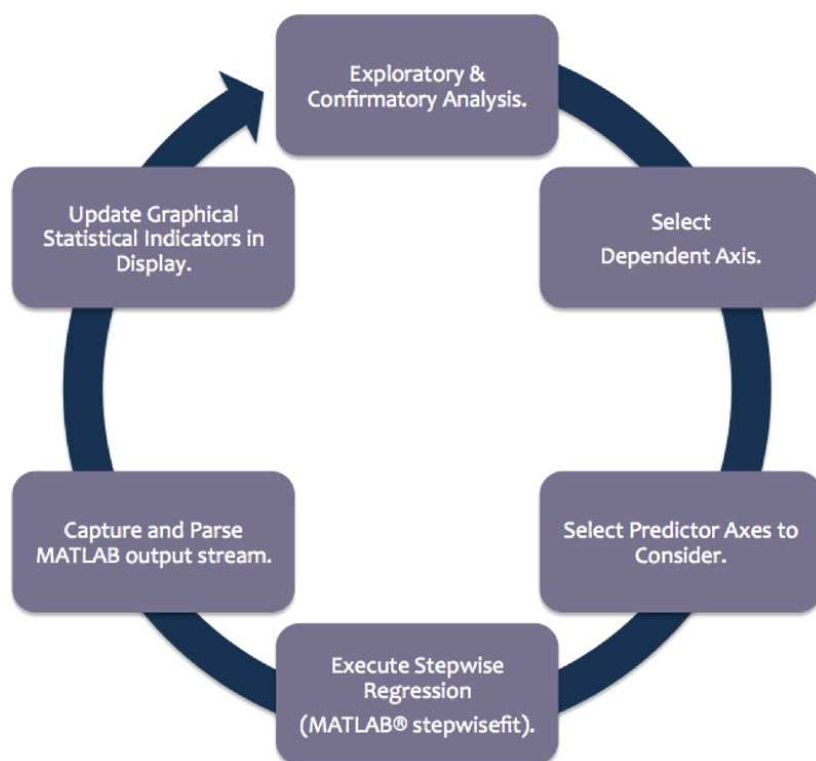 Exploratory &
Confirmatory Analysis.
Select
Dependent Axis.
Select Predictor Axes to
Consider.
Execute Stepwise
Regression
(MATLAB® stepwisefit).
Capture and Parse
MATLAB output stream.
Update Graphical
Statistical Indicators in
Display.